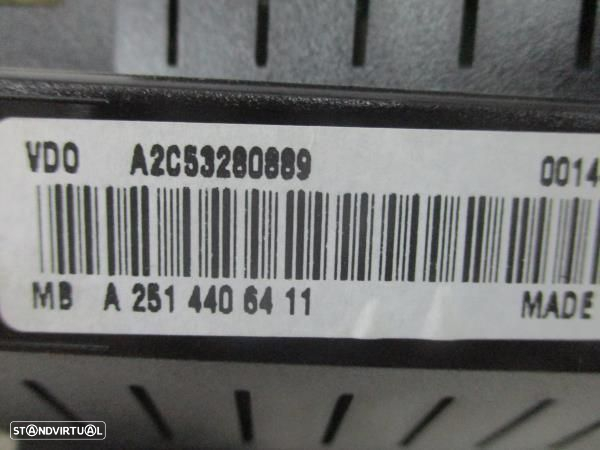 VDO A2C53280889 0014
MB A 251 440 64 11 MADE
STANDVIRTUAL